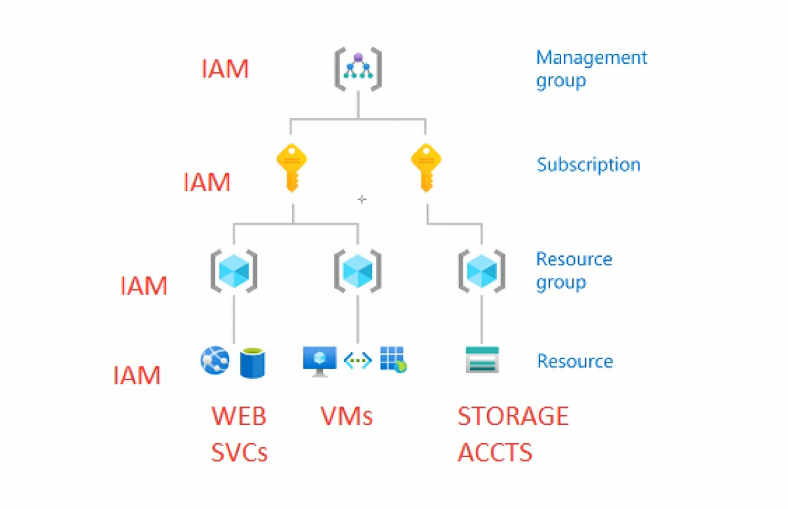 IAM
Management
group
IAM
Subscription
IAM
Resource
group
IAM
Resource
WEB
SVCs
VMs
STORAGE
ACCTS